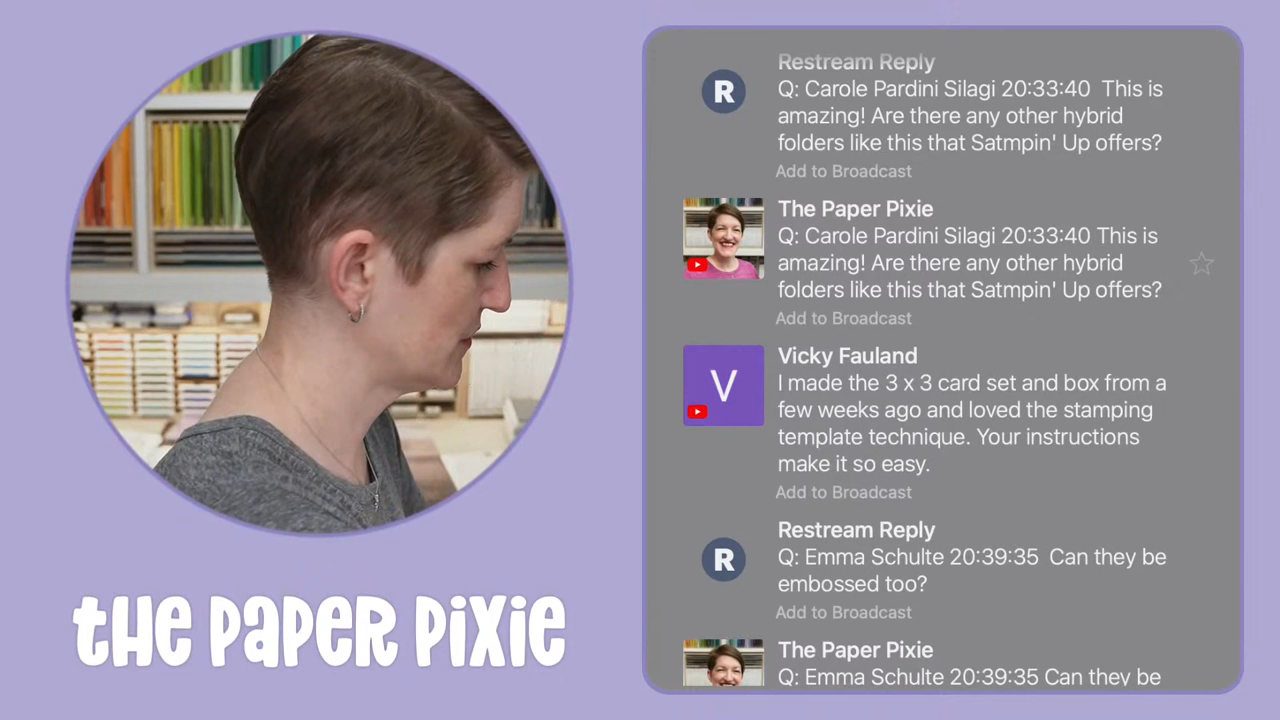 Restream Reply
R
Q: Carole Pardini Silagi 20:33:40 This is
amazing! Are there any other hybrid
folders like this that Satmpin' Up offers?
Add to Broadcast
The Paper Pixie
Q: Carole Pardini Silagi 20:33:40 This is
amazing! Are there any other hybrid
folders like this that Satmpin' Up offers?
Add to Broadcast
Vicky Fauland
V
I made the 3 x 3 card set and box from a
few weeks ago and loved the stamping
template technique. Your instructions
make it so easy.
Add to Broadcast
Restream Reply
R
Q: Emma Schulte 20:39:35 Can they be
embossed too?
Add to Broadcast
The Paper Pixie
Q: Emma Schulte 20:39:35 Can they be
the paper pixie